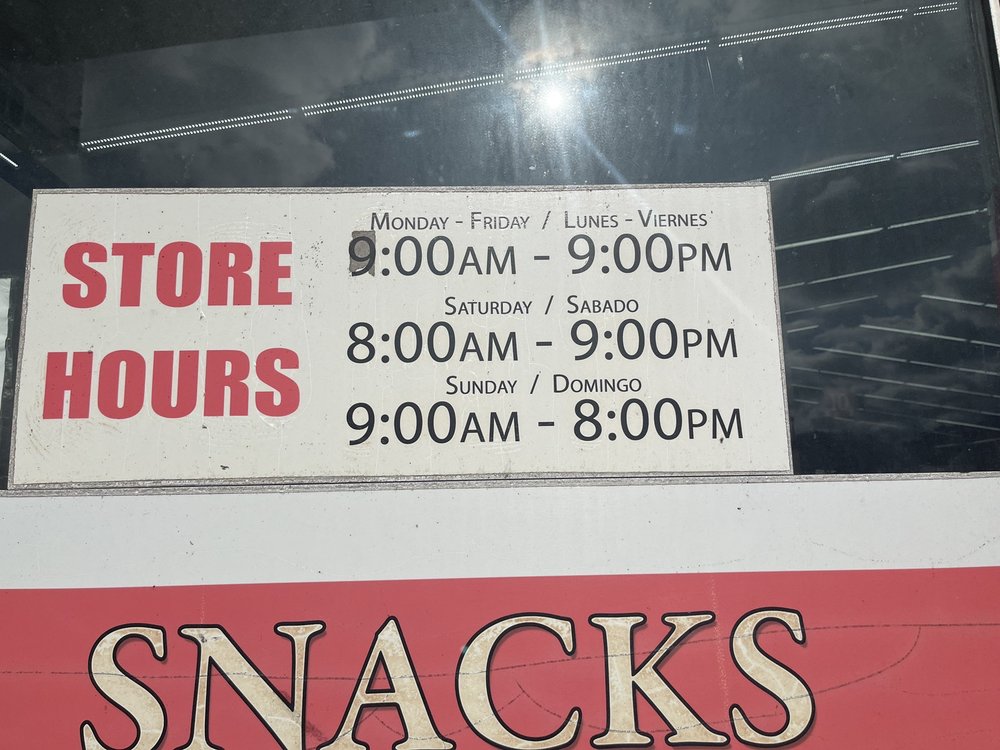 STORE
HOURS
MONDAY - FRIDAY / LUNES - VIERNES
9:00AM - 9:00PM
SATURDAY / SABADO
8:00AM - 9:00PM
SUNDAY / DOMINGO
9:00AM - 8:00PM
SNACKS